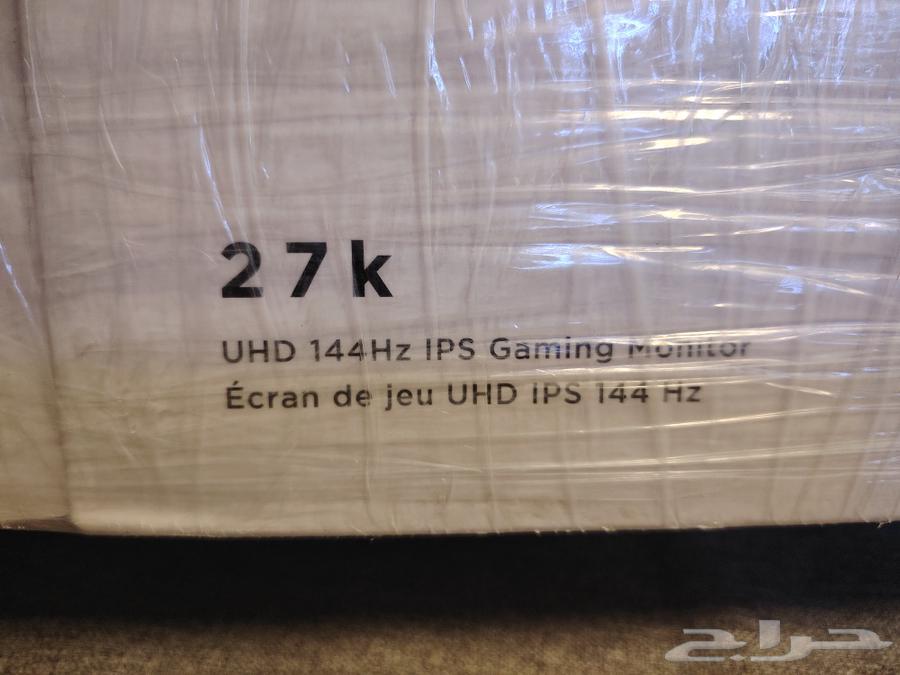 27k
UHD 144Hz IPS Gaming Monitor
Écran de jeu UHD IPS 144 Hz
حراج